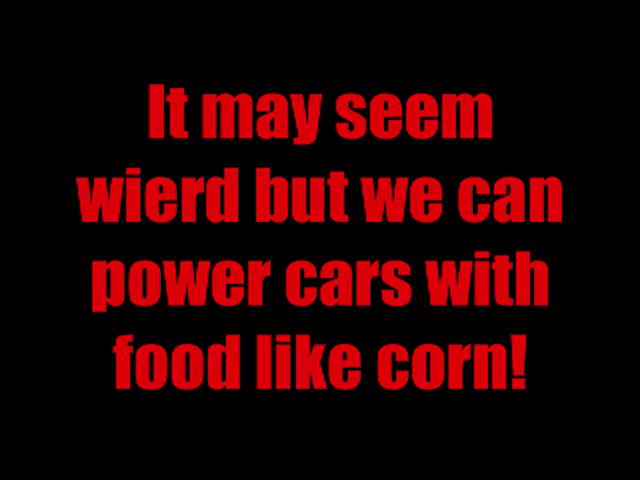 It may seem
wierd but we can
power cars with
food like corn!